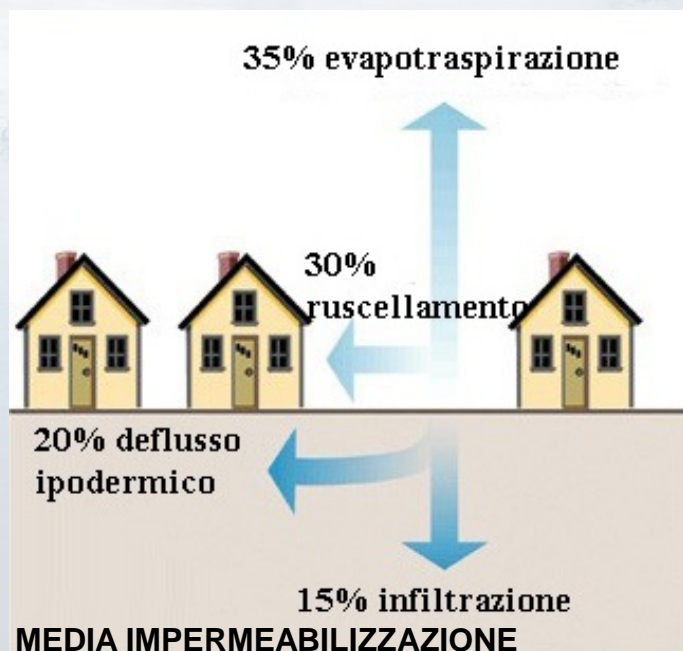 35% evapotraspirazione
30%
ruscellamento
20% deflusso
ipodermico
15% infiltrazione
MEDIA IMPERMEABILIZZAZIONE